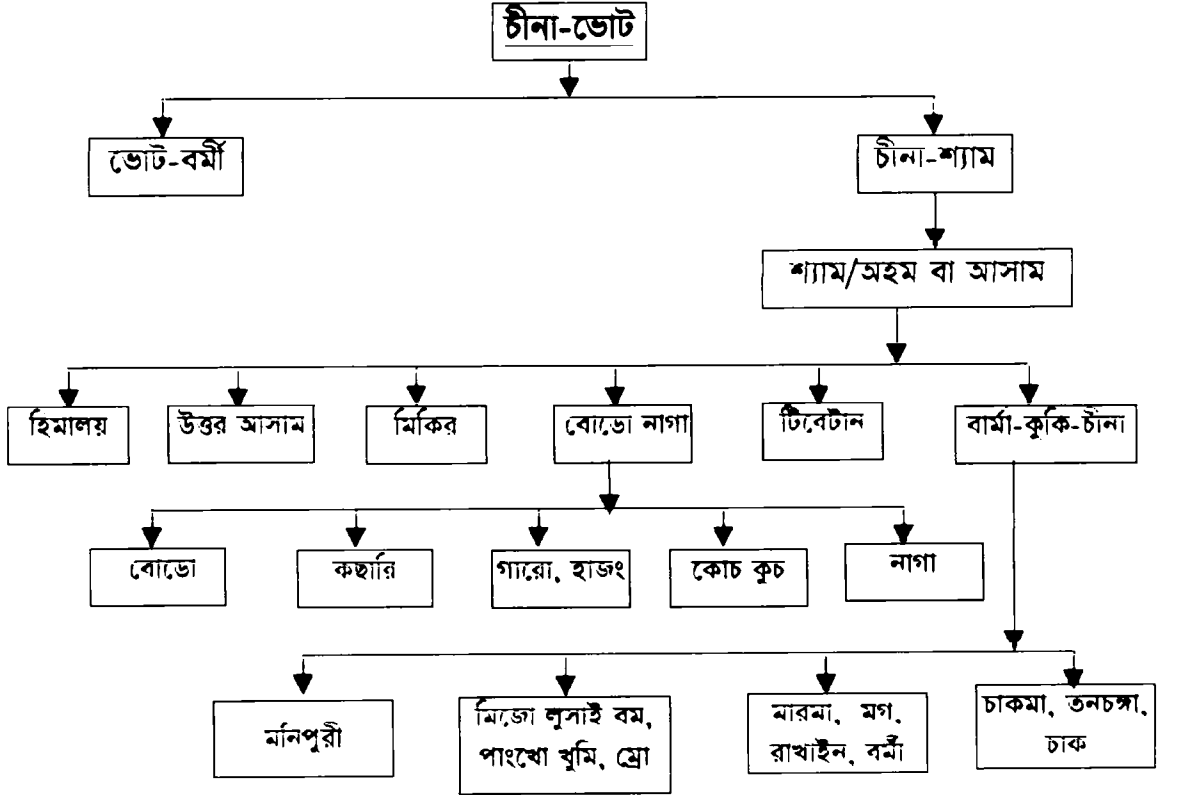 চীনা-ভোট
ভোট-বর্মী
চীনা-শ্যাম
শ্যাম/অহম বা আসাম
হিমালয়
উত্তর আসাম
মিকির
বোডো নাগা
টিবেটান
বার্মা-কুকি-চীনা
বোডো
কছারি
গারো, হাজং
কোচ কুচ
নাগা
মনিপুরী
মিজো লুসাই বম,
পাংখো খুমি, ম্রো
মারমা, মগ,
রাখাইন, বর্মী
চাকমা, তনচঙ্গা,
চাক